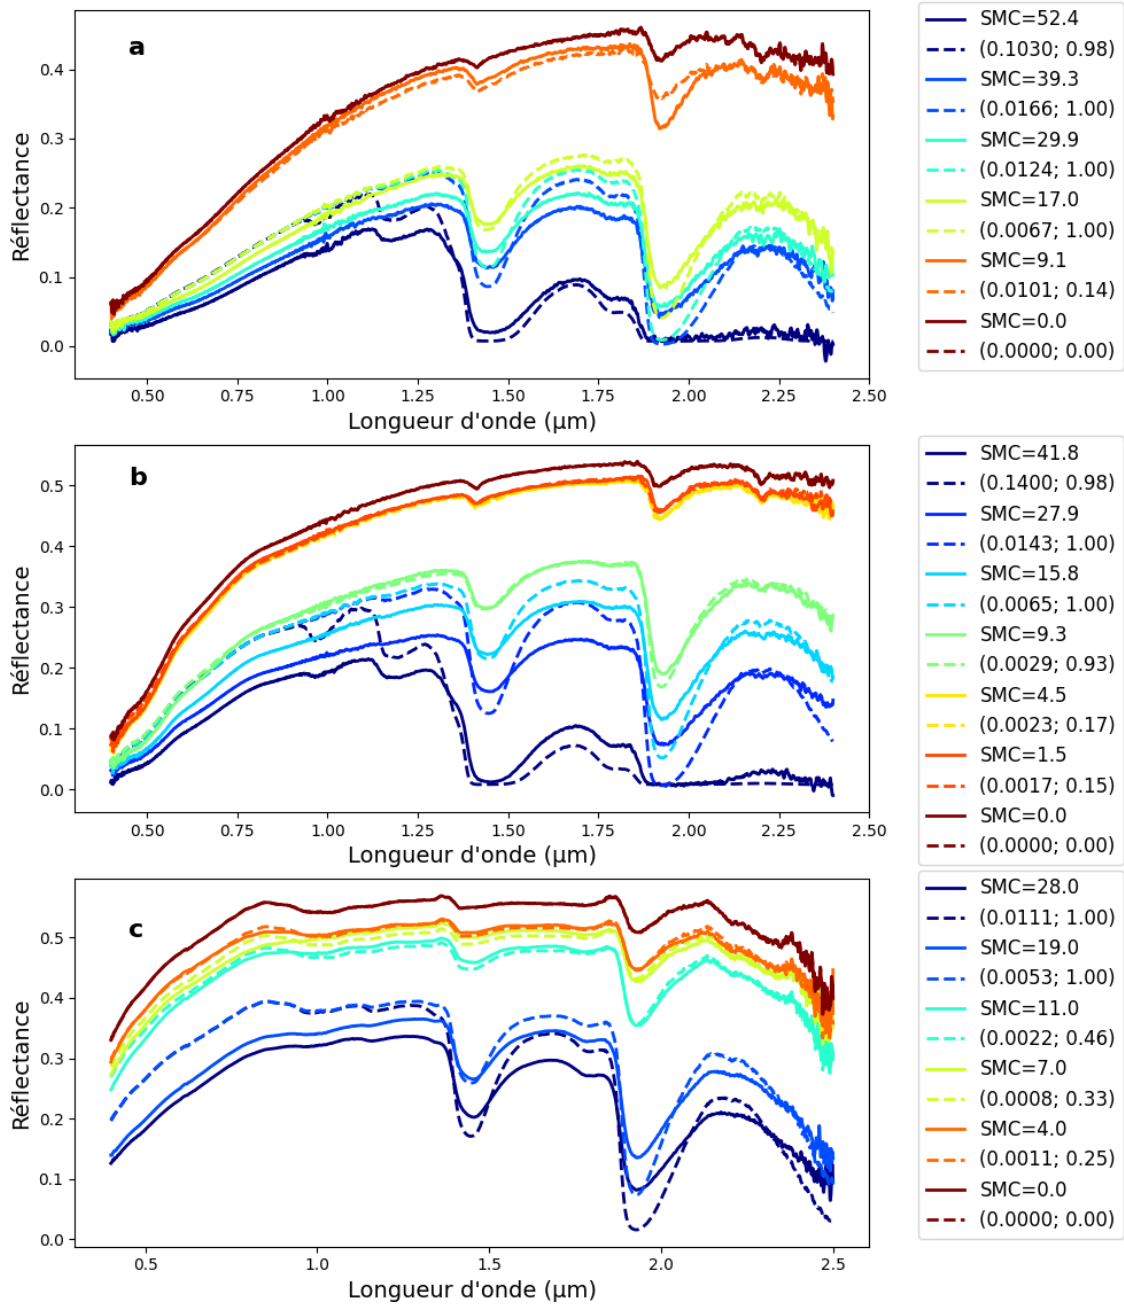 a
0.4
0.3
0.2
0.1
0.0
Réflectance
0.50
0.75
1.00
1.25
1.50
1.75
2.00
2.25
2.50
Longueur d'onde (µm)
SMC=52.4
(0.1030; 0.98)
SMC=39.3
(0.0166; 1.00)
SMC=29.9
(0.0124; 1.00)
SMC=17.0
(0.0067; 1.00)
SMC=9.1
(0.0101; 0.14)
SMC=0.0
(0.0000; 0.00)
b
0.5
0.4
0.3
0.2
0.1
0.0
Réflectance
0.50
0.75
1.00
1.25
1.50
1.75
2.00
2.25
2.50
Longueur d'onde (µm)
SMC=41.8
(0.1400; 0.98)
SMC=27.9
(0.0143; 1.00)
SMC=15.8
(0.0065; 1.00)
SMC=9.3
(0.0029; 0.93)
SMC=4.5
(0.0023; 0.17)
SMC=1.5
(0.0017; 0.15)
SMC=0.0
(0.0000; 0.00)
c
0.5
0.4
0.3
0.2
0.1
0.0
Réflectance
0.5
1.0
1.5
2.0
2.5
Longueur d'onde (µm)
SMC=28.0
(0.0111; 1.00)
SMC=19.0
(0.0053; 1.00)
SMC=11.0
(0.0022; 0.46)
SMC=7.0
(0.0008; 0.33)
SMC=4.0
(0.0011; 0.25)
SMC=0.0
(0.0000; 0.00)